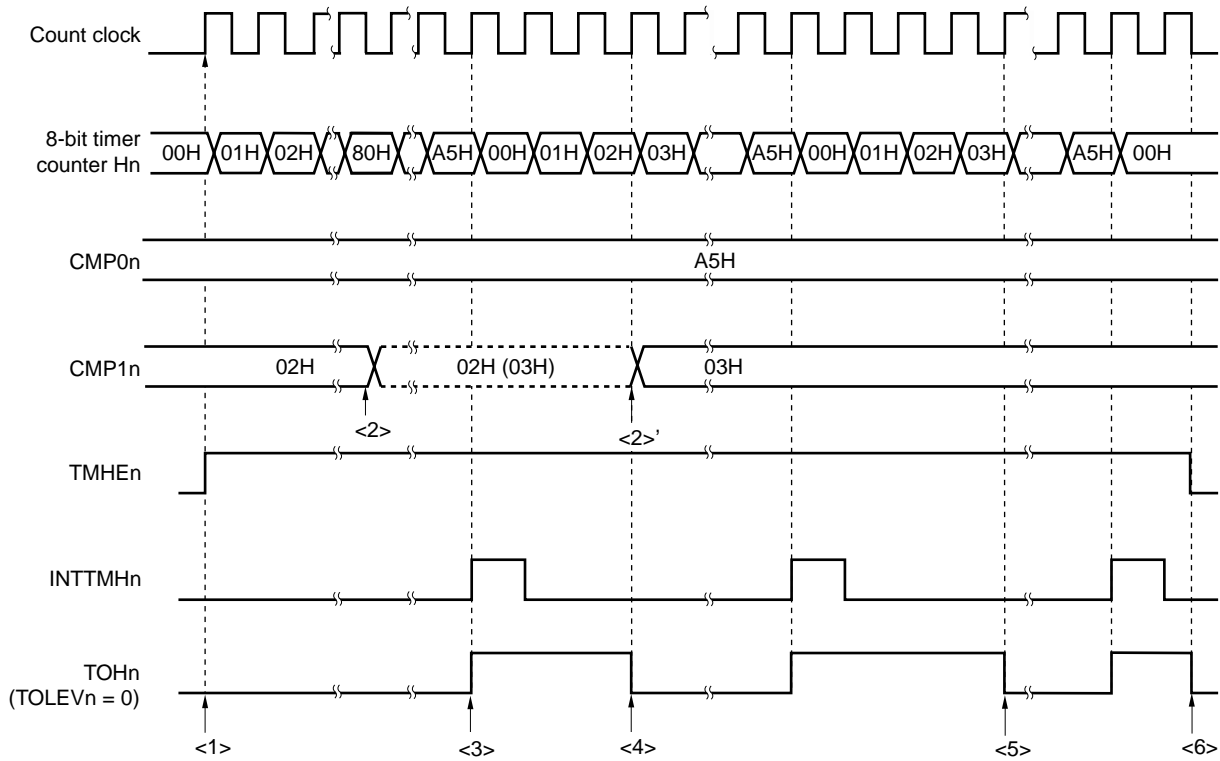 Count clock
8-bit timer
counter Hn
00H 01H 02H 80H A5H 00H 01H 02H 03H A5H 00H 01H 02H 03H A5H 00H
CMP0n
A5H
CMP1n
02H 02H (03H) 03H
<2> <2>’
TMHEn
INTTMHn
TOHn
(TOLEVn = 0)
<1> <3> <4> <5> <6>